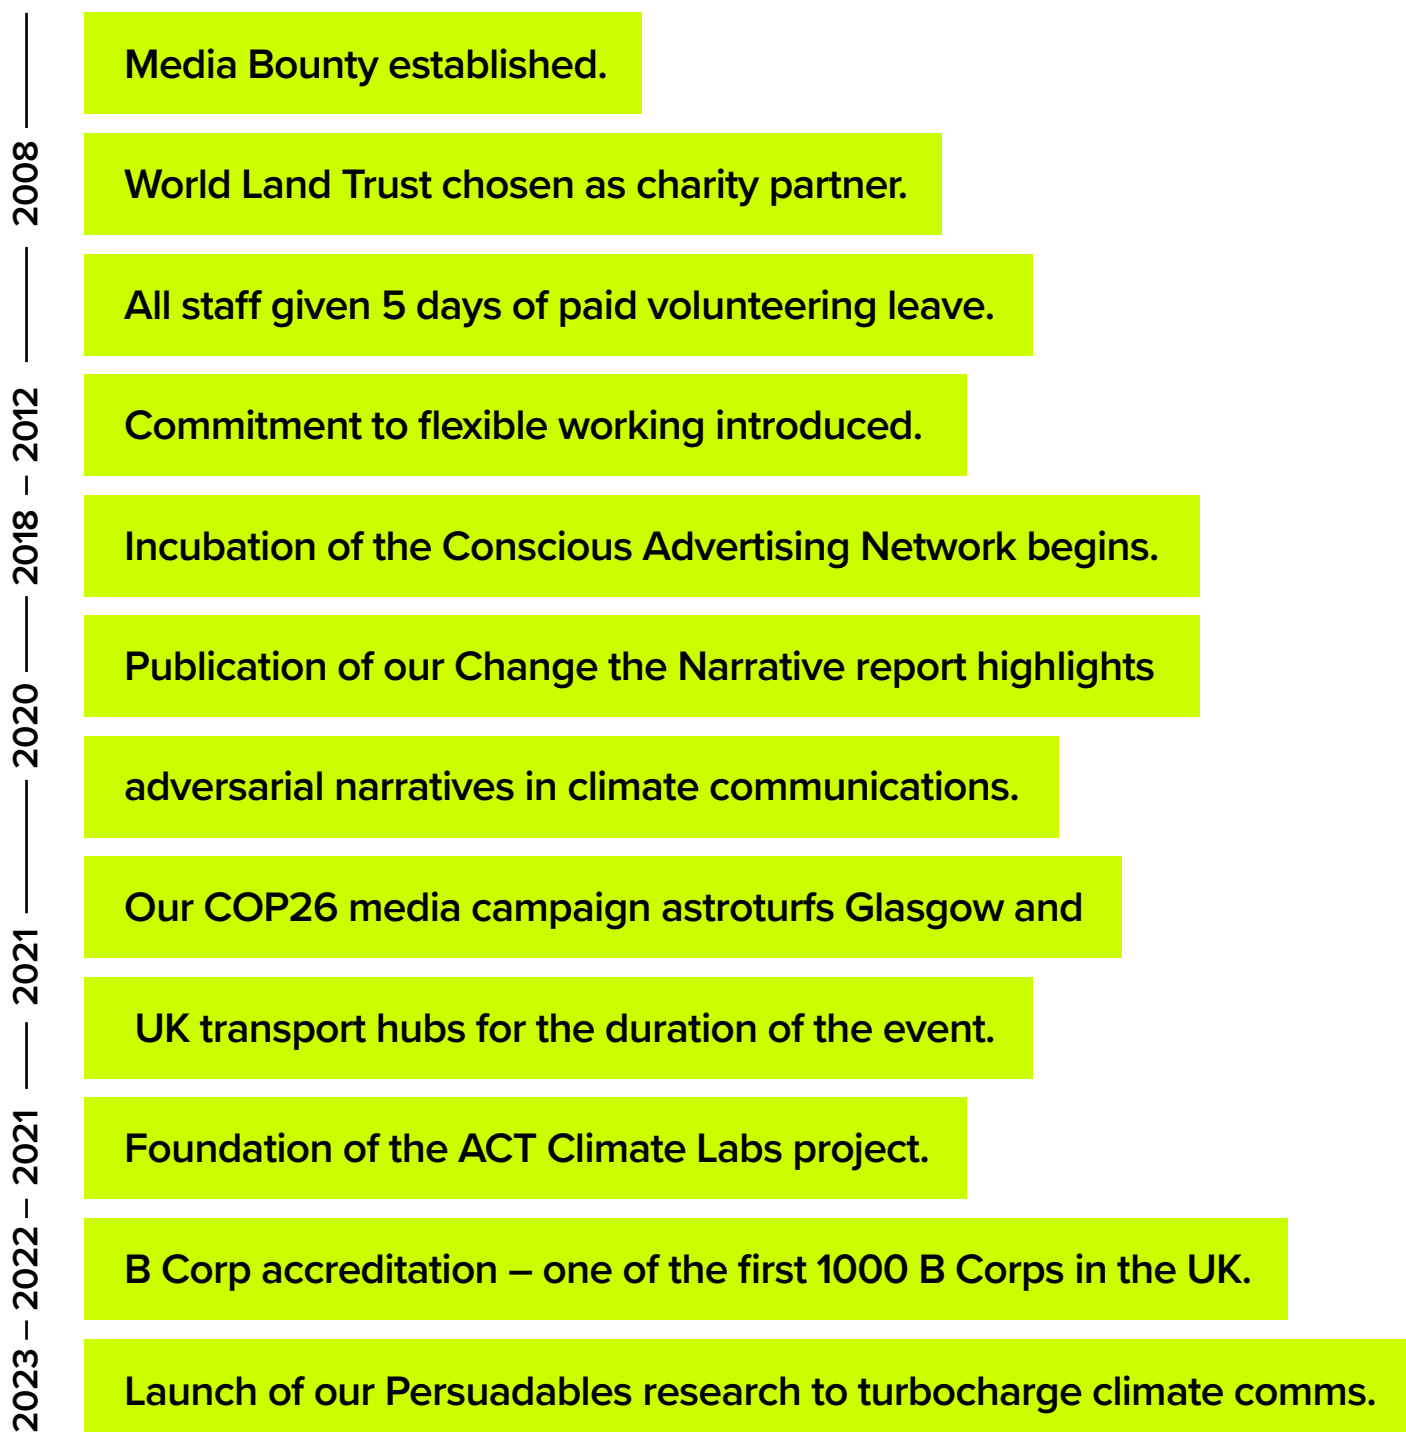 2008
Media Bounty established.
World Land Trust chosen as charity partner.
All staff given 5 days of paid volunteering leave.
2012
Commitment to flexible working introduced.
2018
Incubation of the Conscious Advertising Network begins.
2020
Publication of our Change the Narrative report highlights
adversarial narratives in climate communications.
2021
Our COP26 media campaign astroturfs Glasgow and
UK transport hubs for the duration of the event.
2021
Foundation of the ACT Climate Labs project.
2022
B Corp accreditation – one of the first 1000 B Corps in the UK.
2023
Launch of our Persuadables research to turbocharge climate comms.